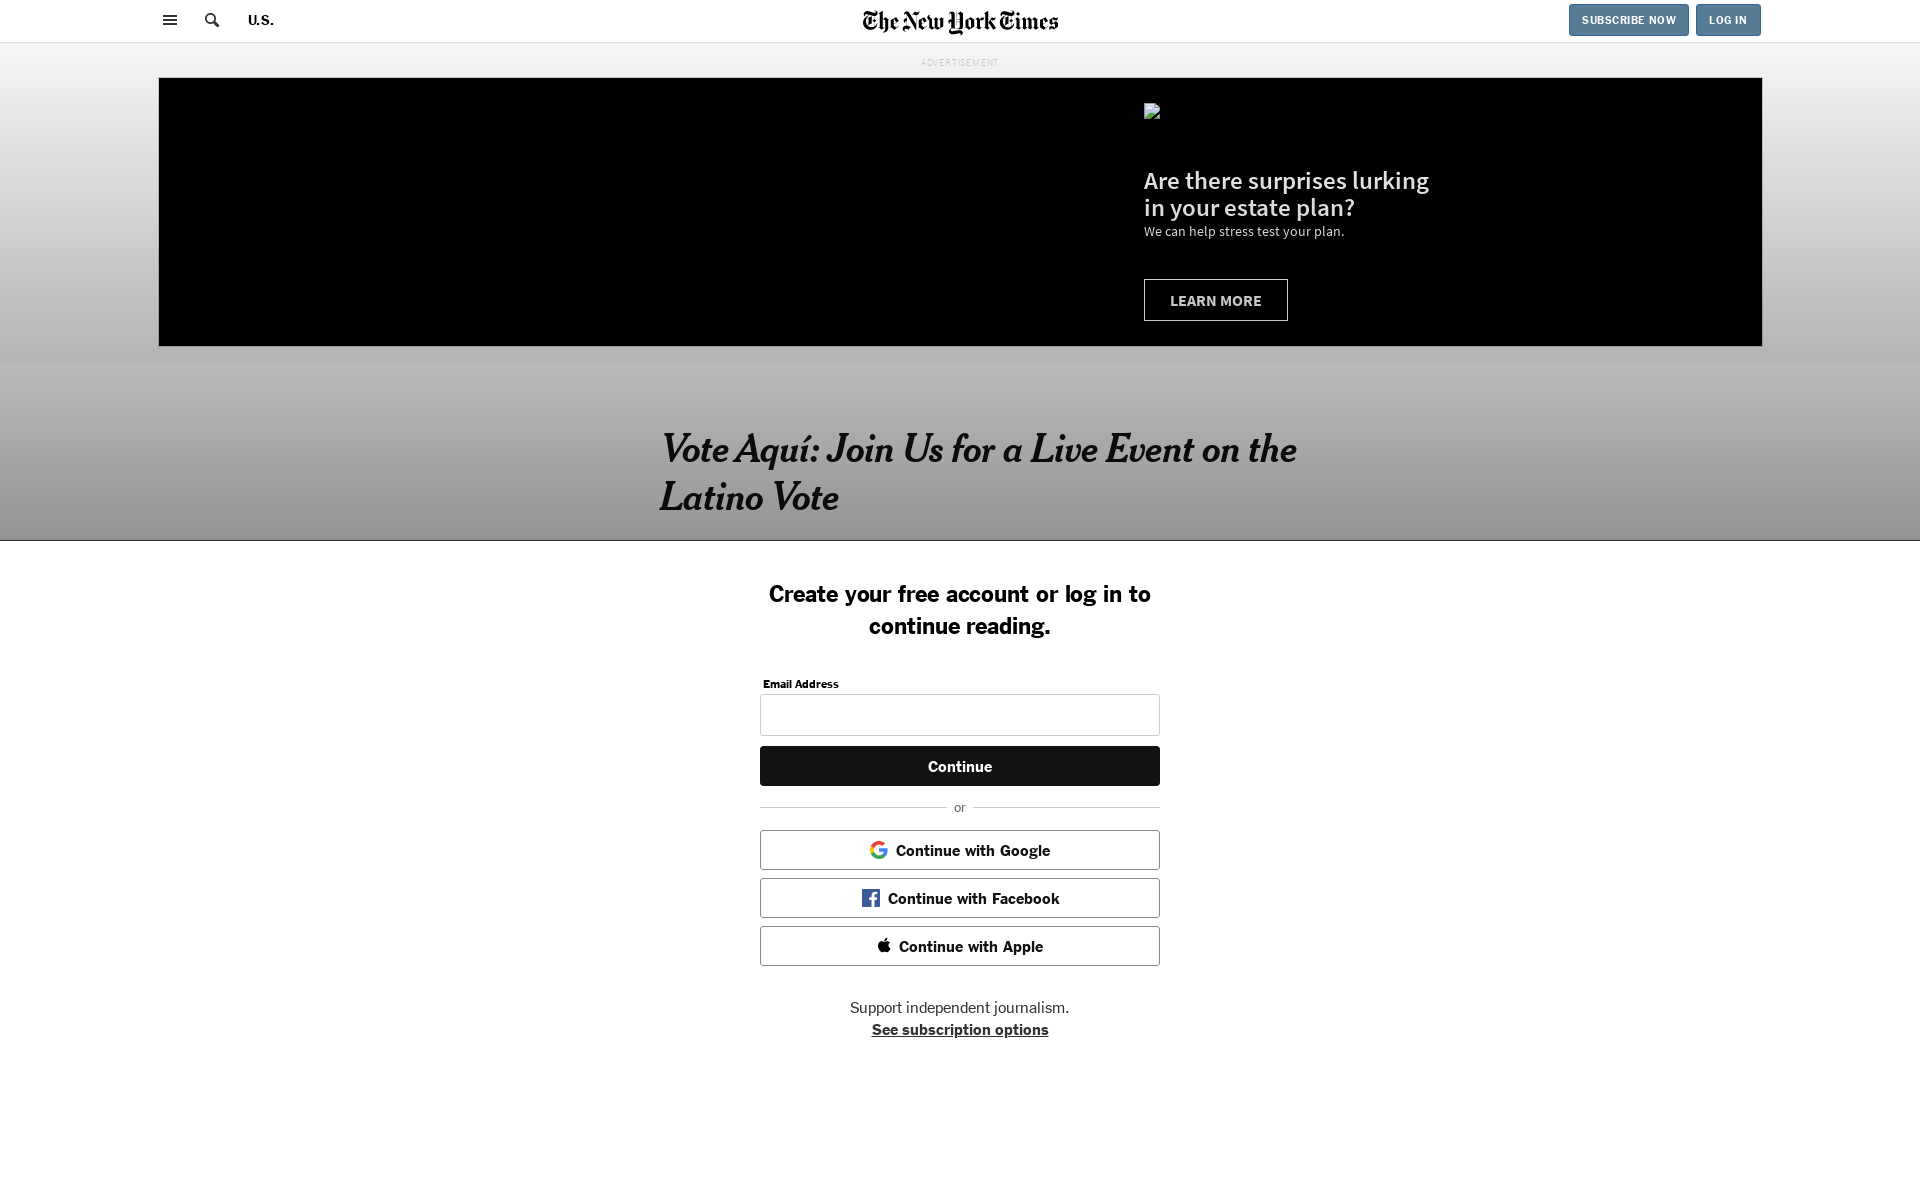 U.S.
The New York Times
SUBSCRIBE NOW
LOG IN
ADVERTISEMENT
Are there surprises lurking
in your estate plan?
We can help stress test your plan.
LEARN MORE
Vote Aquí: Join Us for a Live Event on the
Latino Vote
Create your free account or log in to
continue reading.
Email Address
Continue
or
Continue with Google
Continue with Facebook
Continue with Apple
Support independent journalism.
See subscription options